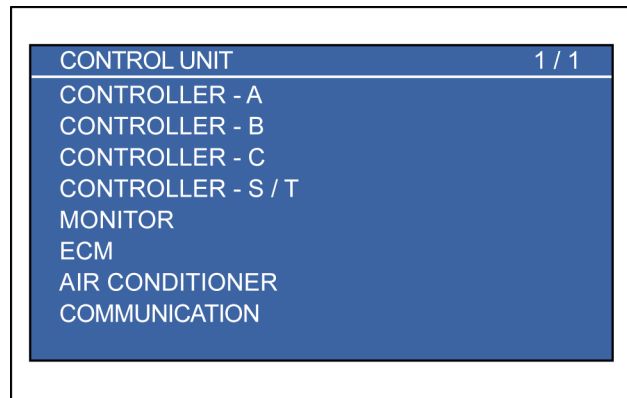 CONTROL UNIT 1 / 1
CONTROLLER - A
CONTROLLER - B
CONTROLLER - C
CONTROLLER - S / T
MONITOR
ECM
AIR CONDITIONER
COMMUNICATION